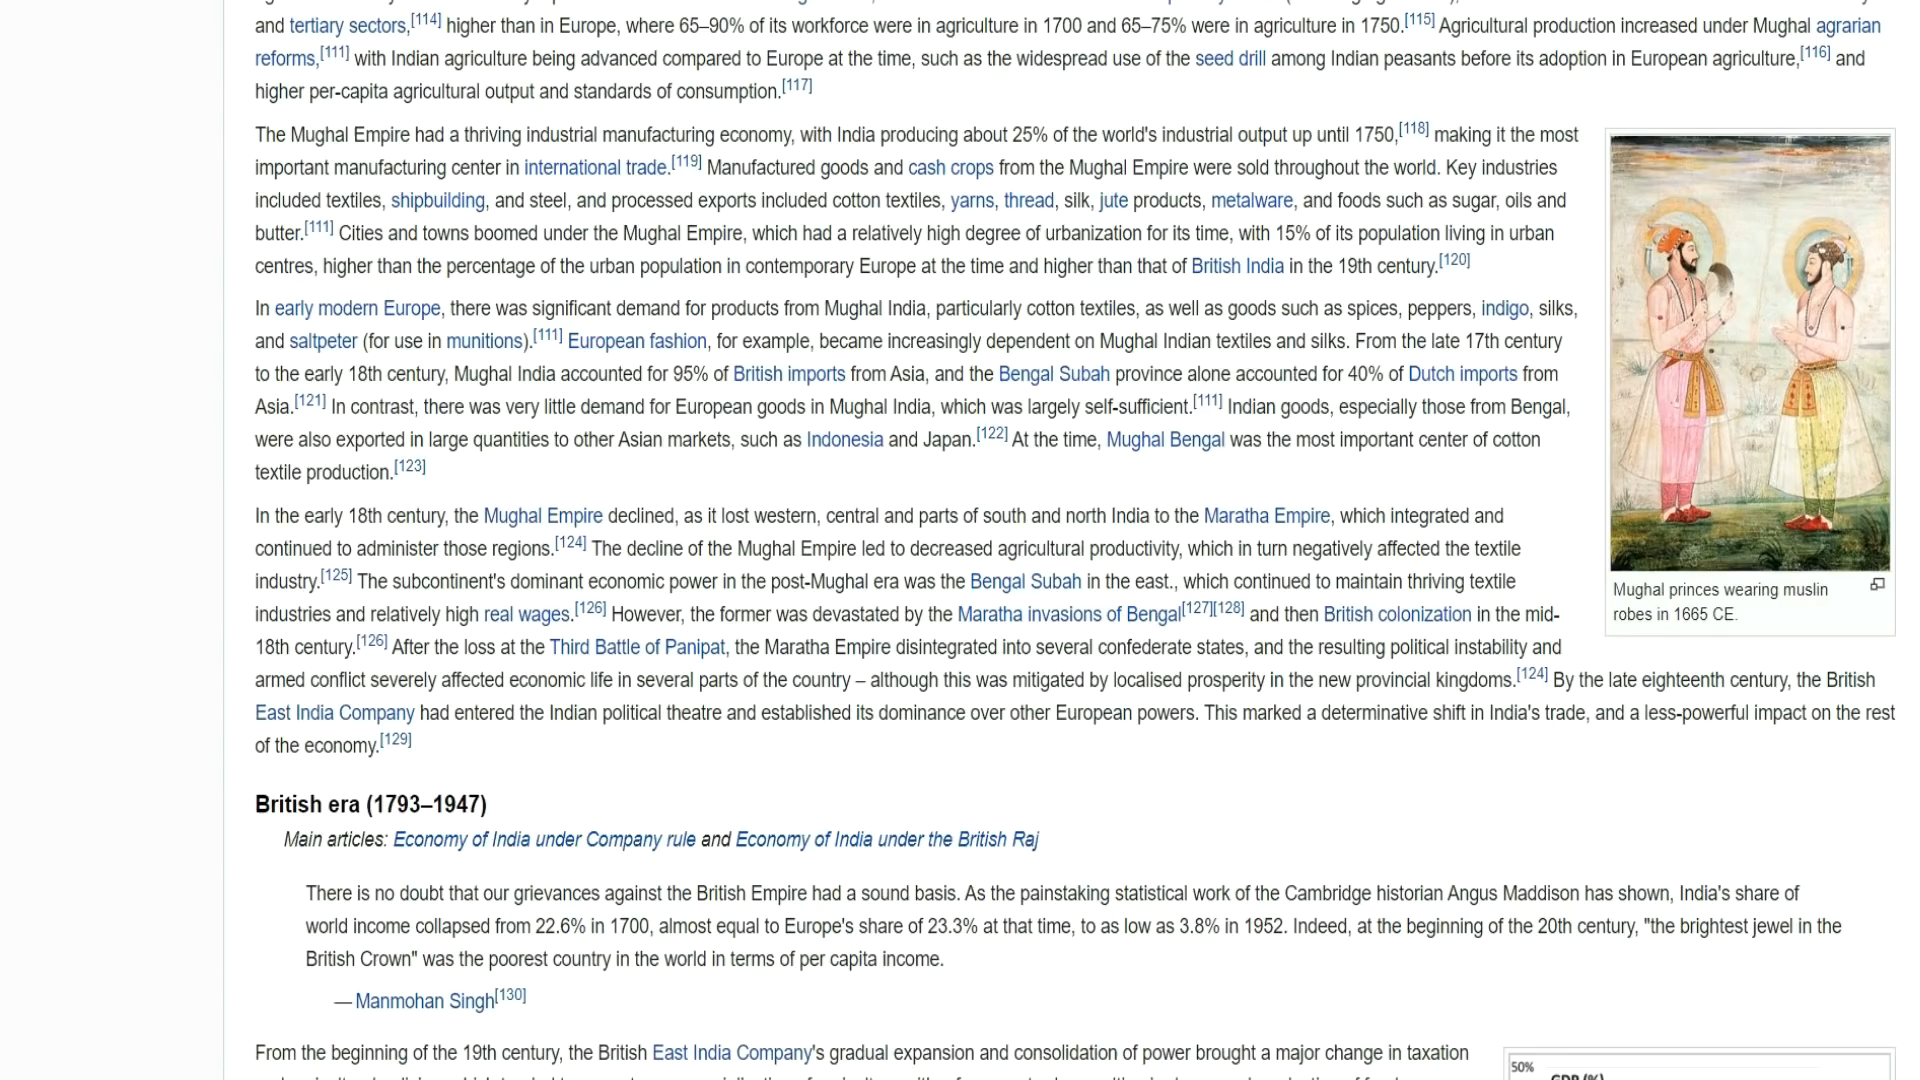 and tertiary sectors,[114] higher than in Europe, where 65–90% of its workforce were in agriculture in 1700 and 65–75% were in agriculture in 1750.[115] Agricultural production increased under Mughal agrarian
reforms,[111] with Indian agriculture being advanced compared to Europe at the time, such as the widespread use of the seed drill among Indian peasants before its adoption in European agriculture,[116] and
higher per-capita agricultural output and standards of consumption.[117]
The Mughal Empire had a thriving industrial manufacturing economy, with India producing about 25% of the world's industrial output up until 1750,[118] making it the most
important manufacturing center in international trade.[119] Manufactured goods and cash crops from the Mughal Empire were sold throughout the world. Key industries
included textiles, shipbuilding, and steel, and processed exports included cotton textiles, yarns, thread, silk, jute products, metalware, and foods such as sugar, oils and
butter.[111] Cities and towns boomed under the Mughal Empire, which had a relatively high degree of urbanization for its time, with 15% of its population living in urban
centres, higher than the percentage of the urban population in contemporary Europe at the time and higher than that of British India in the 19th century.[120]
In early modern Europe, there was significant demand for products from Mughal India, particularly cotton textiles, as well as goods such as spices, peppers, indigo, silks,
and saltpeter (for use in munitions).[111] European fashion, for example, became increasingly dependent on Mughal Indian textiles and silks. From the late 17th century
to the early 18th century, Mughal India accounted for 95% of British imports from Asia, and the Bengal Subah province alone accounted for 40% of Dutch imports from
Asia.[121] In contrast, there was very little demand for European goods in Mughal India, which was largely self-sufficient.[111] Indian goods, especially those from Bengal,
were also exported in large quantities to other Asian markets, such as Indonesia and Japan.[122] At the time, Mughal Bengal was the most important center of cotton
textile production.[123]
In the early 18th century, the Mughal Empire declined, as it lost western, central and parts of south and north India to the Maratha Empire, which integrated and
continued to administer those regions.[124] The decline of the Mughal Empire led to decreased agricultural productivity, which in turn negatively affected the textile
industry.[125] The subcontinent's dominant economic power in the post-Mughal era was the Bengal Subah in the east., which continued to maintain thriving textile
industries and relatively high real wages.[126] However, the former was devastated by the Maratha invasions of Bengal[127][128] and then British colonization in the mid-
18th century.[126] After the loss at the Third Battle of Panipat, the Maratha Empire disintegrated into several confederate states, and the resulting political instability and
armed conflict severely affected economic life in several parts of the country – although this was mitigated by localised prosperity in the new provincial kingdoms.[124] By the late eighteenth century, the British
East India Company had entered the Indian political theatre and established its dominance over other European powers. This marked a determinative shift in India's trade, and a less-powerful impact on the rest
of the economy.[129]
Mughal princes wearing muslin
robes in 1665 CE.
British era (1793–1947)
Main articles: Economy of India under Company rule and Economy of India under the British Raj
There is no doubt that our grievances against the British Empire had a sound basis. As the painstaking statistical work of the Cambridge historian Angus Maddison has shown, India's share of
world income collapsed from 22.6% in 1700, almost equal to Europe's share of 23.3% at that time, to as low as 3.8% in 1952. Indeed, at the beginning of the 20th century, "the brightest jewel in the
British Crown" was the poorest country in the world in terms of per capita income.
— Manmohan Singh[130]
From the beginning of the 19th century, the British East India Company's gradual expansion and consolidation of power brought a major change in taxation
50%
GDP (%)